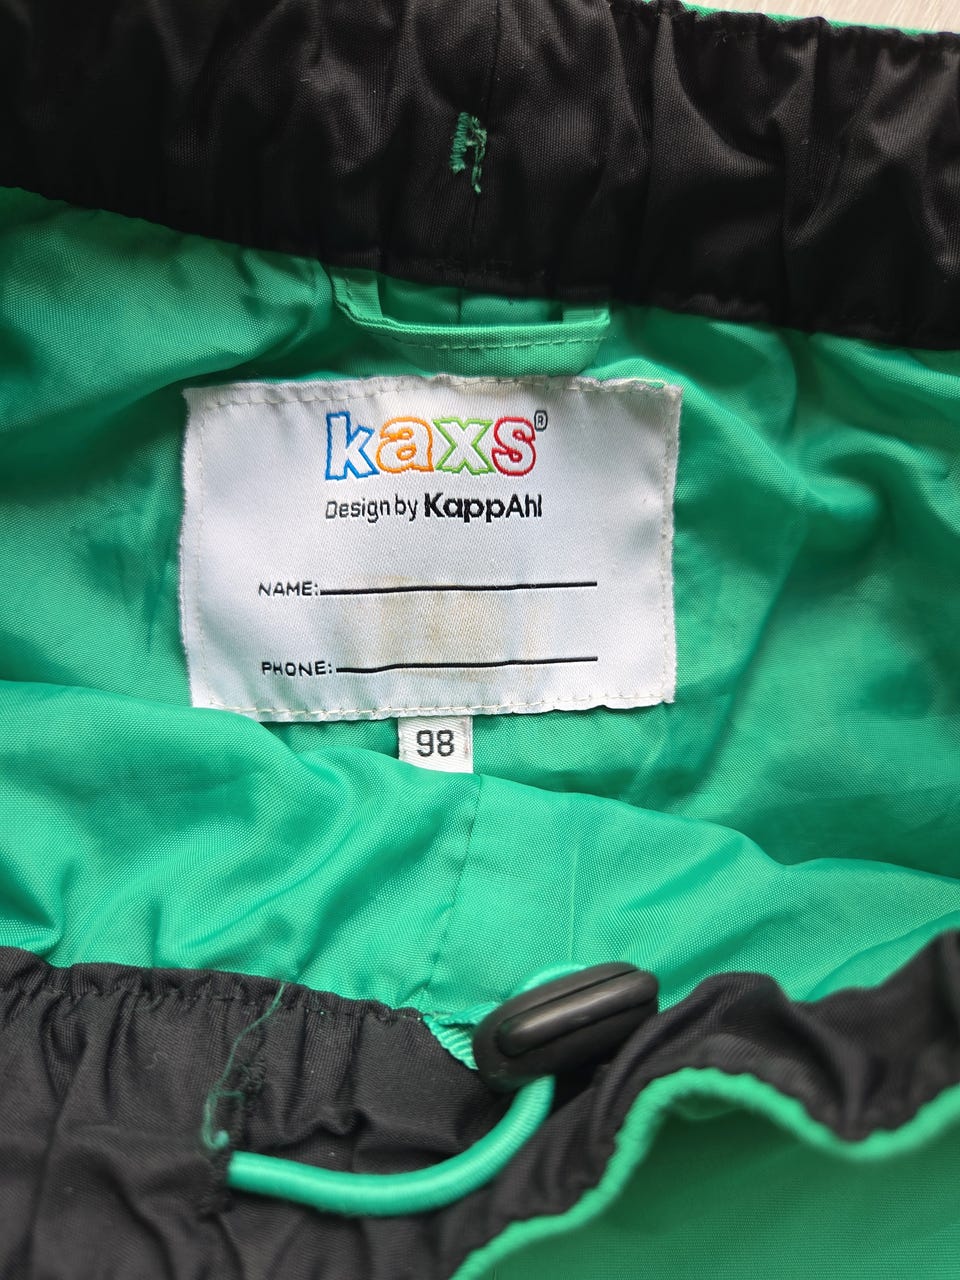 kaxs®
Design by KappAhl
NAME:
PHONE:
98